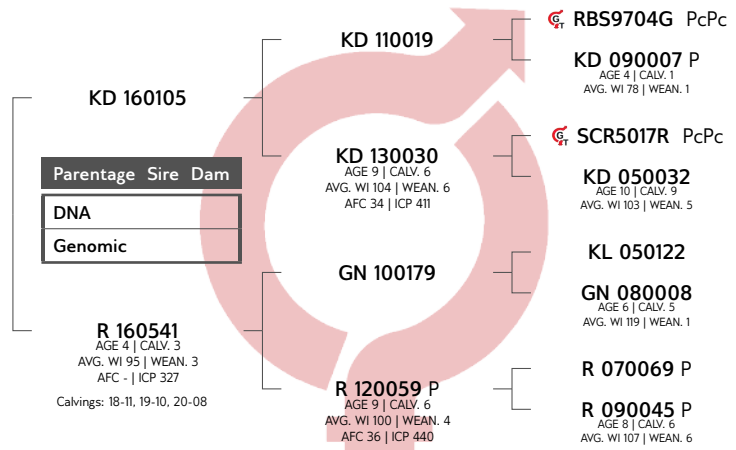 KD 160105
Parentage Sire Dam
DNA
Genomic
R 160541
AGE 4 | CALV. 3
AVG. WI 95 | WEAN. 3
AFC - | ICP 327
Calvings: 18-11, 19-10, 20-08
KD 110019
KD 130030
AGE 9 | CALV. 6
AVG. WI 104 | WEAN. 6
AFC 34 | ICP 411
GN 100179
R 120059 P
AGE 9 | CALV. 6
AVG. WI 100 | WEAN. 4
AFC 36 | ICP 440
GT RBS9704G PcPc
KD 090007 P
AGE 4 | CALV. 1
AVG. WI 78 | WEAN. 1
GT SCR5017R PcPc
KD 050032
AGE 10 | CALV. 9
AVG. WI 103 | WEAN. 5
KL 050122
GN 080008
AGE 6 | CALV. 5
AVG. WI 119 | WEAN. 1
R 070069 P
R 090045 P
AGE 8 | CALV. 6
AVG. WI 107 | WEAN. 6